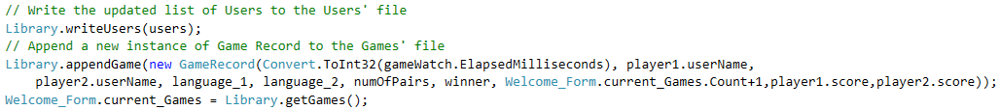 // Write the updated list of Users to the Users' file
Library.writeUsers(users);
// Append a new instance of Game Record to the Games' file
Library.appendGame(new GameRecord(Convert.ToInt32(gameWatch.ElapsedMilliseconds), player1.userName,
player2.userName, language_1, language_2, numOfPairs, winner, Welcome_Form.current_Games.Count+1,player1.score,player2.score));
Welcome_Form.current_Games = Library.getGames();